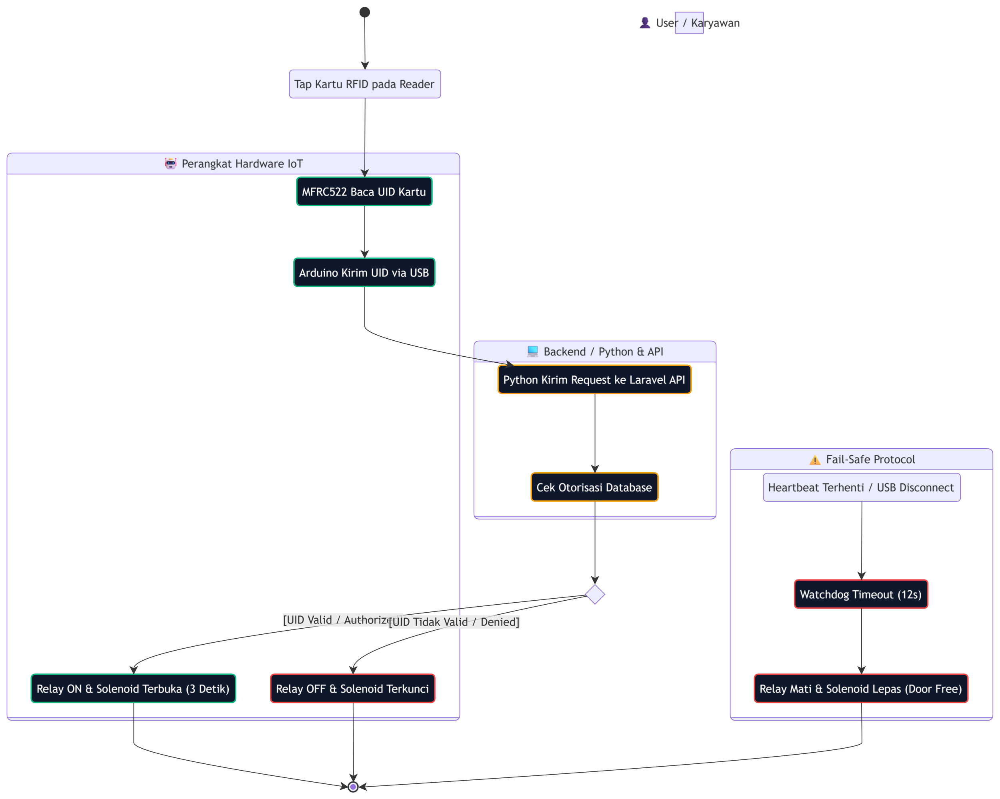 User / Karyawan
Tap Kartu RFID pada Reader
Perangkat Hardware IoT
MFRC522 Baca UID Kartu
Arduino Kirim UID via USB
Backend / Python & API
Python Kirim Request ke Laravel API
Fail-Safe Protocol
Heartbeat Terhenti / USB Disconnect
Cek Otorisasi Database
Watchdog Timeout (12s)
[UID Valid / Authorized]
[UID Tidak Valid / Denied]
Relay ON & Solenoid Terbuka (3 Detik)
Relay OFF & Solenoid Terkunci
Relay Mati & Solenoid Lepas (Door Free)